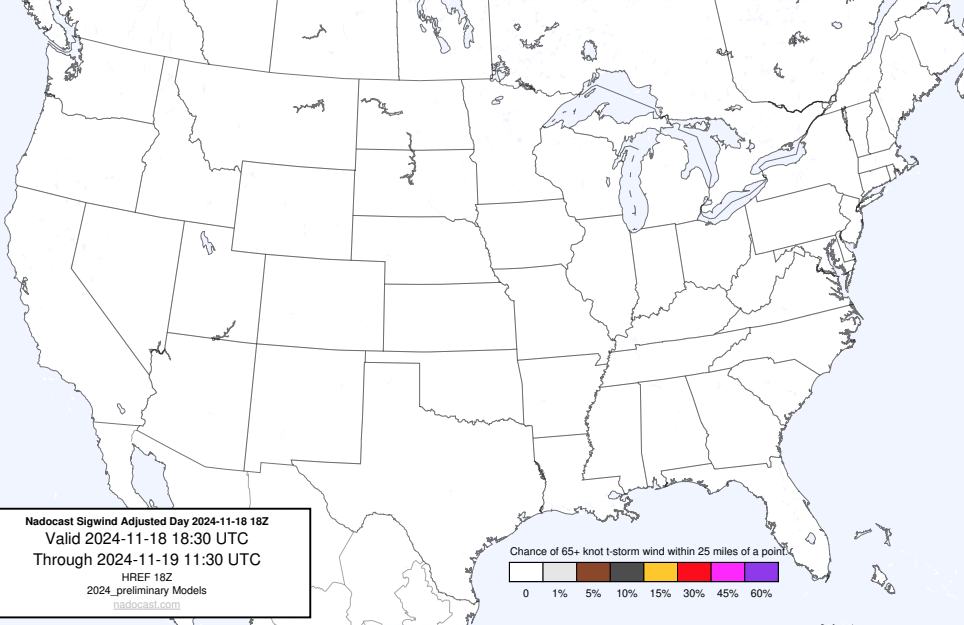 Nadocast Sigwind Adjusted Day 2024-11-18 18Z
Valid 2024-11-18 18:30 UTC
Through 2024-11-19 11:30 UTC
HREF 18Z
2024_preliminary Models
nadocast.com
Chance of 65+ knot t-storm wind within 25 miles of a point.
0 1% 5% 10% 15% 30% 45% 60%